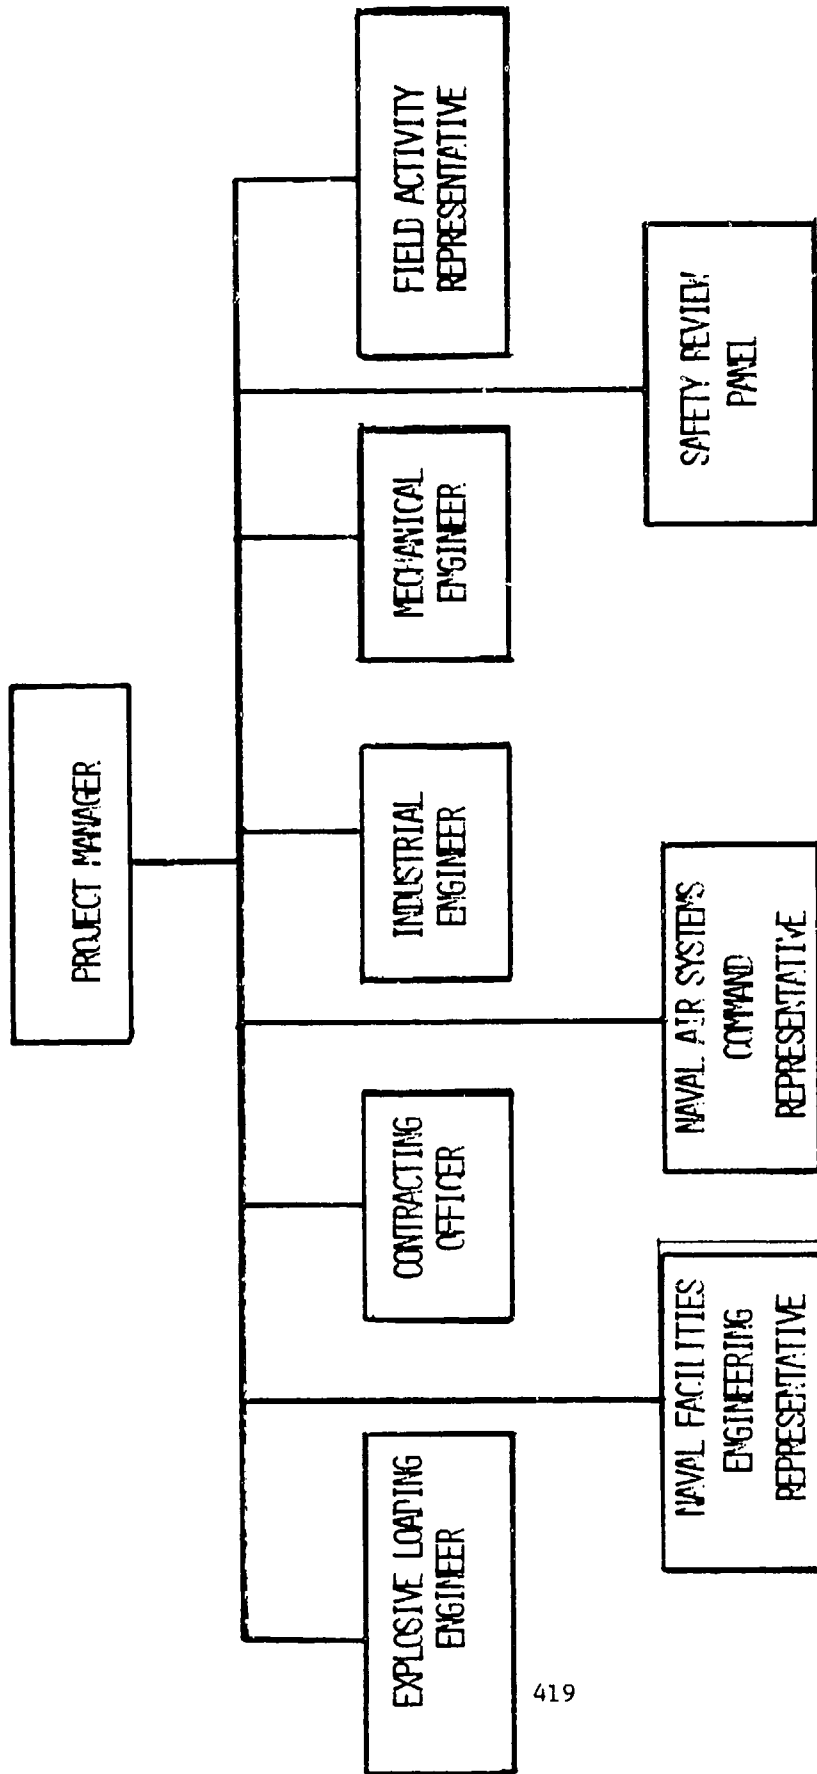 PROJECT MANAGER
EXPLOSIVE LOADING
ENGINEER
CONTRACTING
OFFICER
INDUSTRIAL
ENGINEER
MECHANICAL
ENGINEER
FIELD ACTIVITY
REPRESENTATIVE
NAVAL FACILITIES
ENGINEERING
REPRESENTATIVE
NAVAL AIR SYSTEMS
COMMAND
REPRESENTATIVE
SAFETY REVIEW
PANEL
419